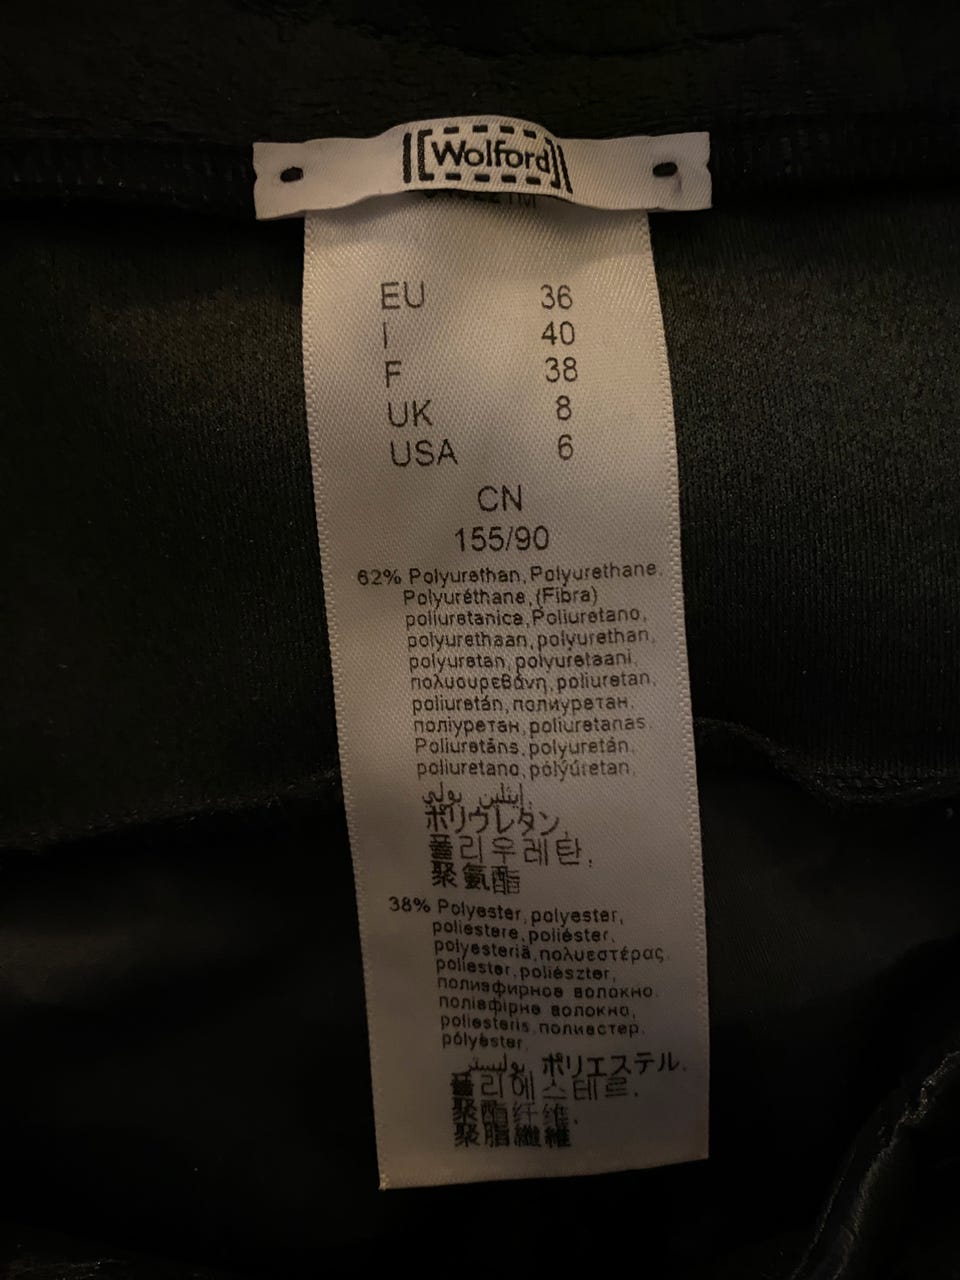 Wolford
EU 36
I 40
F 38
UK 8
USA 6
CN
155/90
62% Polyurethan, Polyurethane,
Polyuréthane, (Fibra)
poliuretanica, Poliuretano,
polyurethaan, polyurethan,
polyuretan, polyuretaani,
πολυουρεθάνη, poliuretan,
poliuretán, полиуретан,
поліуретан, poliuretanas,
Poliuretāns, polyuretán,
poliuretano, pólýúretan,
إيثلين بولي,
ポリウレタン,
폴리우레탄,
聚氨酯
38% Polyester, polyester,
poliestere, poliéster,
polyesteriä, πολυεστέρας,
poliester, poliészter,
полиэфирное волокно,
поліефірне волокно,
poliesteris, полиестер,
pólýester,
بوليستر, ポリエステル,
폴리에스테르,
聚酯纤维,
聚脂纖維